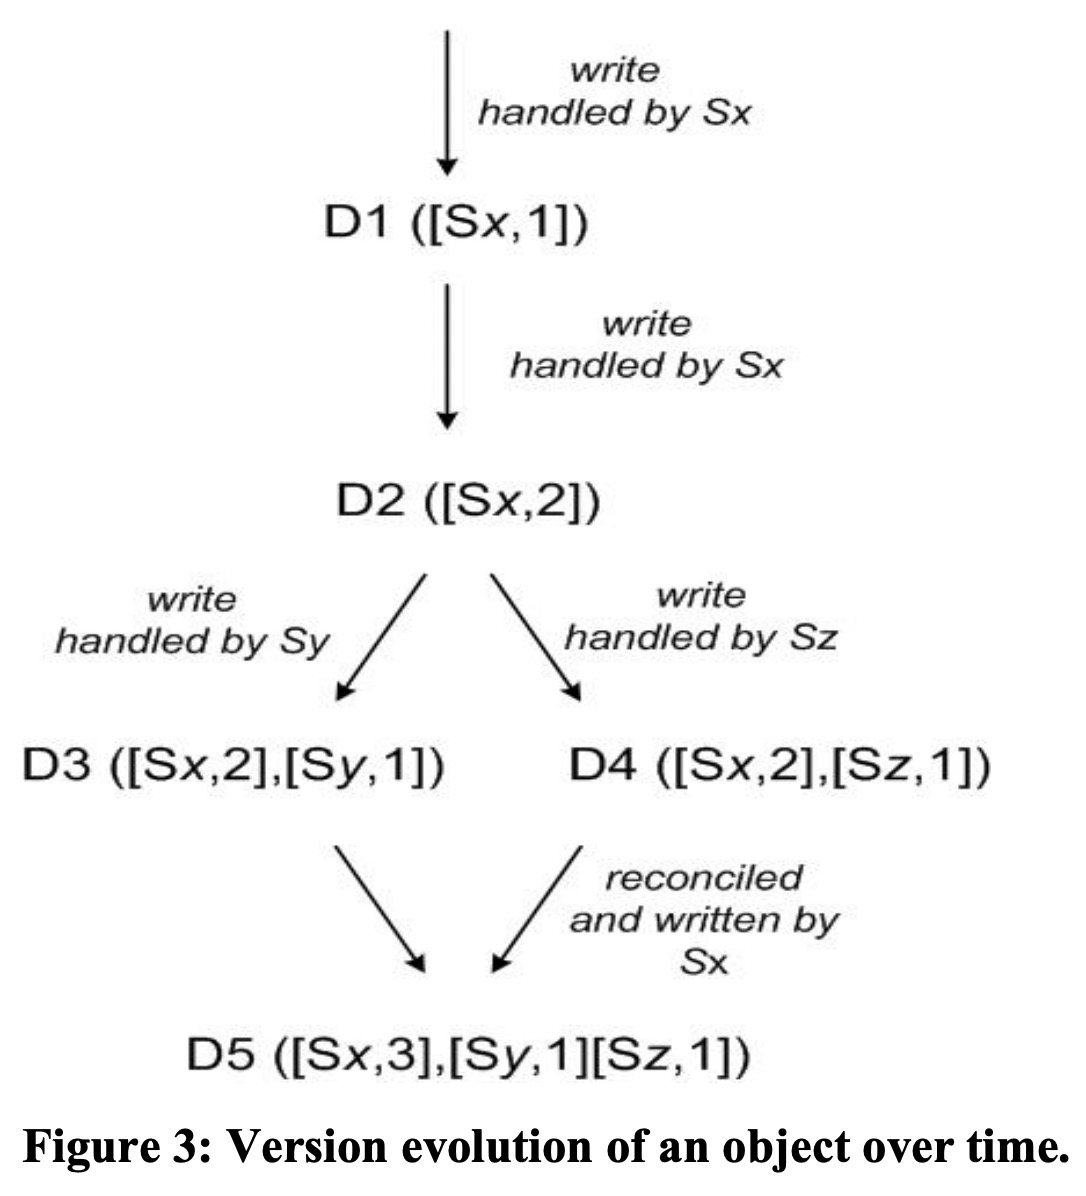 write
handled by Sx
D1 ([Sx,1])
write
handled by Sx
D2 ([Sx,2])
write
handled by Sy
write
handled by Sz
D3 ([Sx,2],[Sy,1])
D4 ([Sx,2],[Sz,1])
reconciled
and written by
Sx
D5 ([Sx,3],[Sy,1][Sz,1])
Figure 3: Version evolution of an object over time.